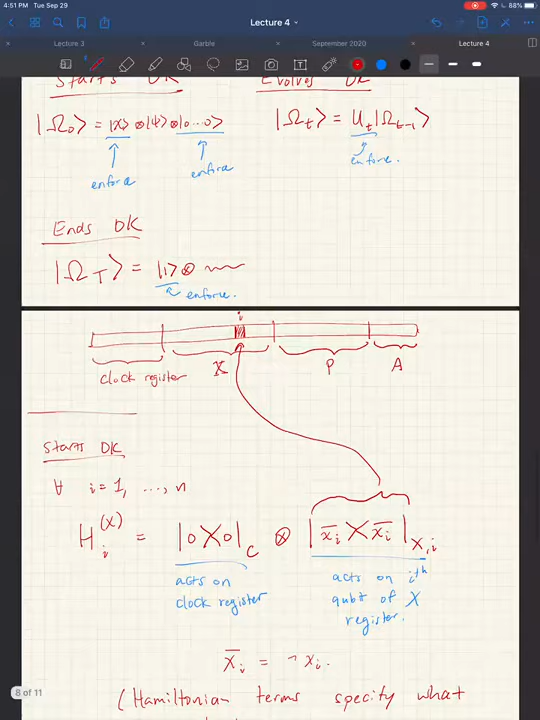 4:51 PM Tue Sep 29
88%
Lecture 4
Lecture 3
Garble
September 2020
Lecture 4
Starts OK
Evolves OK
|Ω₀⟩ = |x⟩ ⊗ |ψ⟩ ⊗ |0⋯0⟩
|Ω_t⟩ = U_t |Ω_{t-1}⟩
enforce
enforce
enforce.
Ends OK
|Ω_T⟩ = |1⟩ ⊗
enforce.
i
clock register
X
P
A
Starts OK
∀ i = 1, …, n
H_i^(X) = |0⟩⟨0|_C ⊗ |x̄_i⟩⟨x̄_i|_{X,i}
acts on
clock register
acts on iᵗʰ
qubit of X
register.
x̄_i = ¬x_i.
(Hamiltonian terms specify what
8 of 11